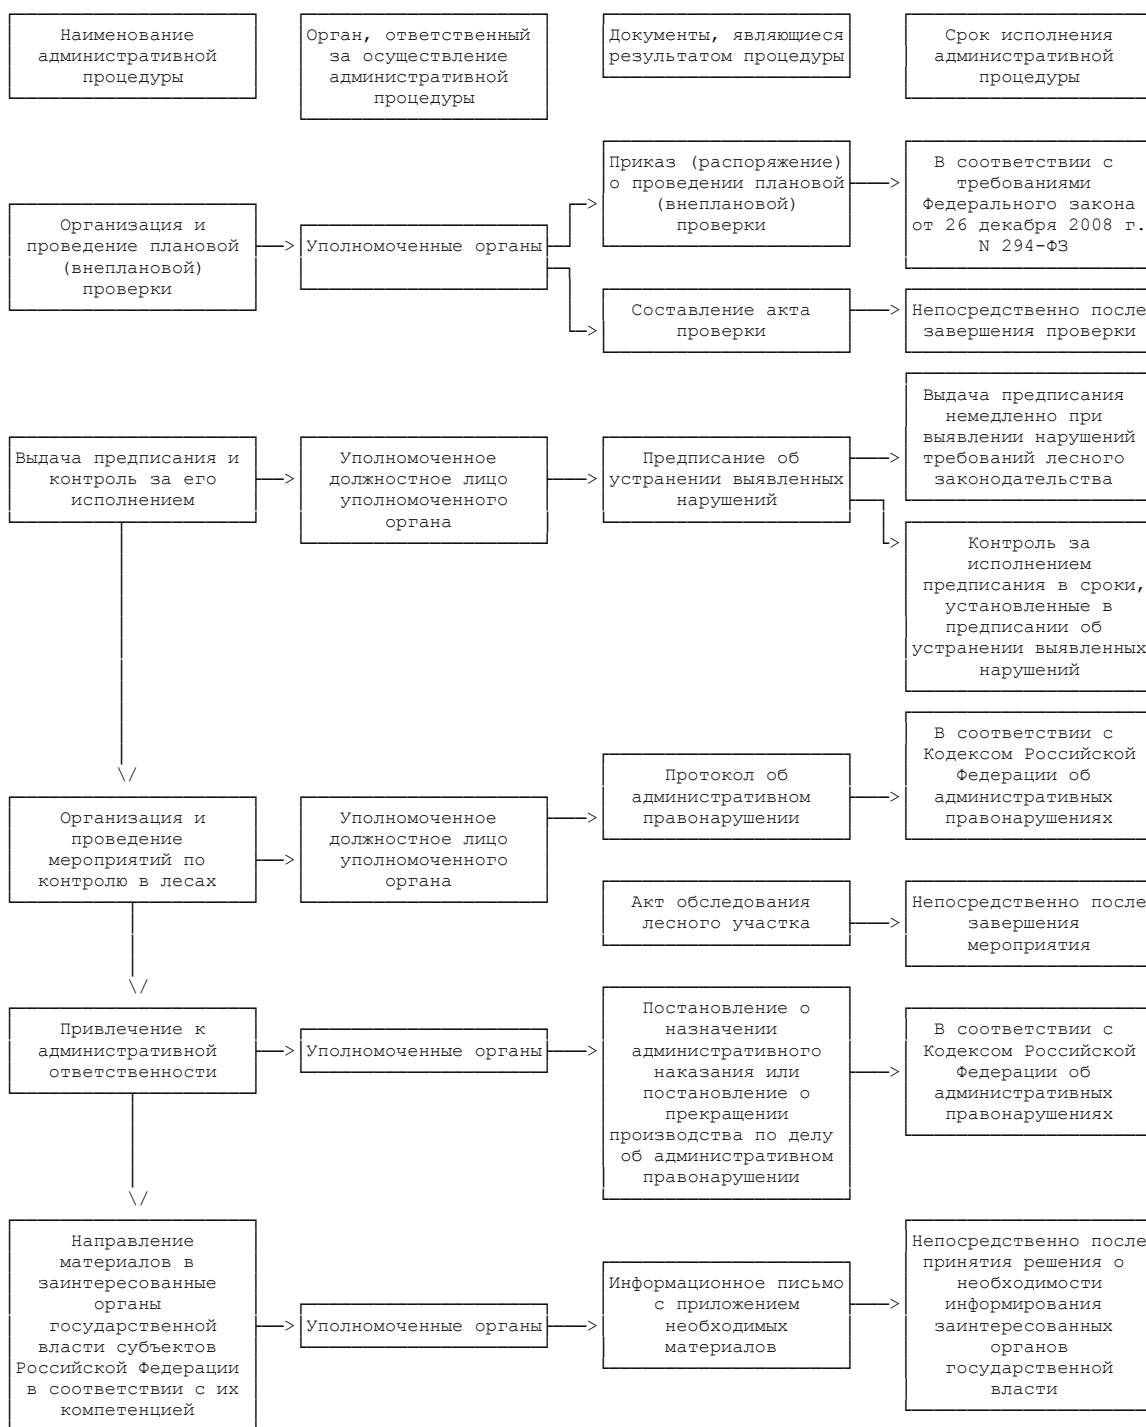 Наименование
административной
процедуры
Орган, ответственный
за осуществление
административной
процедуры
Документы, являющиеся
результатом процедуры
Срок исполнения
административной
процедуры
Организация и
проведение плановой
(внеплановой)
проверки
Уполномоченные органы
Приказ (распоряжение)
о проведении плановой
(внеплановой)
проверки
В соответствии с
требованиями
Федерального закона
от 26 декабря 2008 г.
N 294-ФЗ
Составление акта
проверки
Непосредственно после
завершения проверки
Выдача предписания и
контроль за его
исполнением
Уполномоченное
должностное лицо
уполномоченного
органа
Предписание об
устранении выявленных
нарушений
Выдача предписания
немедленно при
выявлении нарушений
требований лесного
законодательства
Контроль за
исполнением
предписания в сроки,
установленные в
предписании об
устранении выявленных
нарушений
Организация и
проведение
мероприятий по
контролю в лесах
Уполномоченное
должностное лицо
уполномоченного
органа
Протокол об
административном
правонарушении
В соответствии с
Кодексом Российской
Федерации об
административных
правонарушениях
Акт обследования
лесного участка
Непосредственно после
завершения
мероприятия
Привлечение к
административной
ответственности
Уполномоченные органы
Постановление о
назначении
административного
наказания или
постановление о
прекращении
производства по делу
об административном
правонарушении
В соответствии с
Кодексом Российской
Федерации об
административных
правонарушениях
Направление
материалов в
заинтересованные
органы
государственной
власти субъектов
Российской Федерации
в соответствии с их
компетенцией
Уполномоченные органы
Информационное письмо
с приложением
необходимых
материалов
Непосредственно после
принятия решения о
необходимости
информирования
заинтересованных
органов
государственной
власти